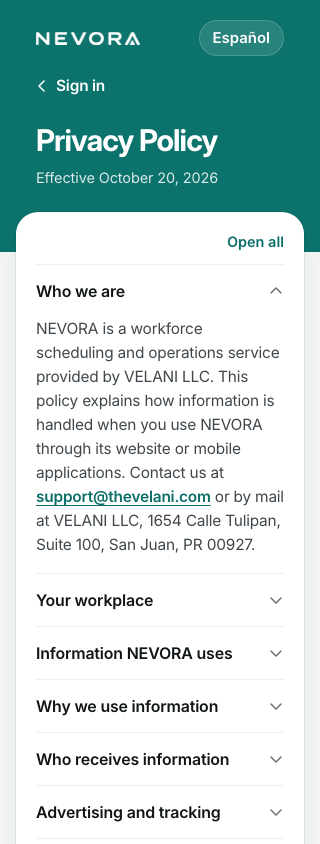 NEVORA
Español
Sign in
Privacy Policy
Effective October 20, 2026
Open all
Who we are
NEVORA is a workforce
scheduling and operations service
provided by VELANI LLC. This
policy explains how information is
handled when you use NEVORA
through its website or mobile
applications. Contact us at
support@thevelani.com or by mail
at VELANI LLC, 1654 Calle Tulipan,
Suite 100, San Juan, PR 00927.
Your workplace
Information NEVORA uses
Why we use information
Who receives information
Advertising and tracking